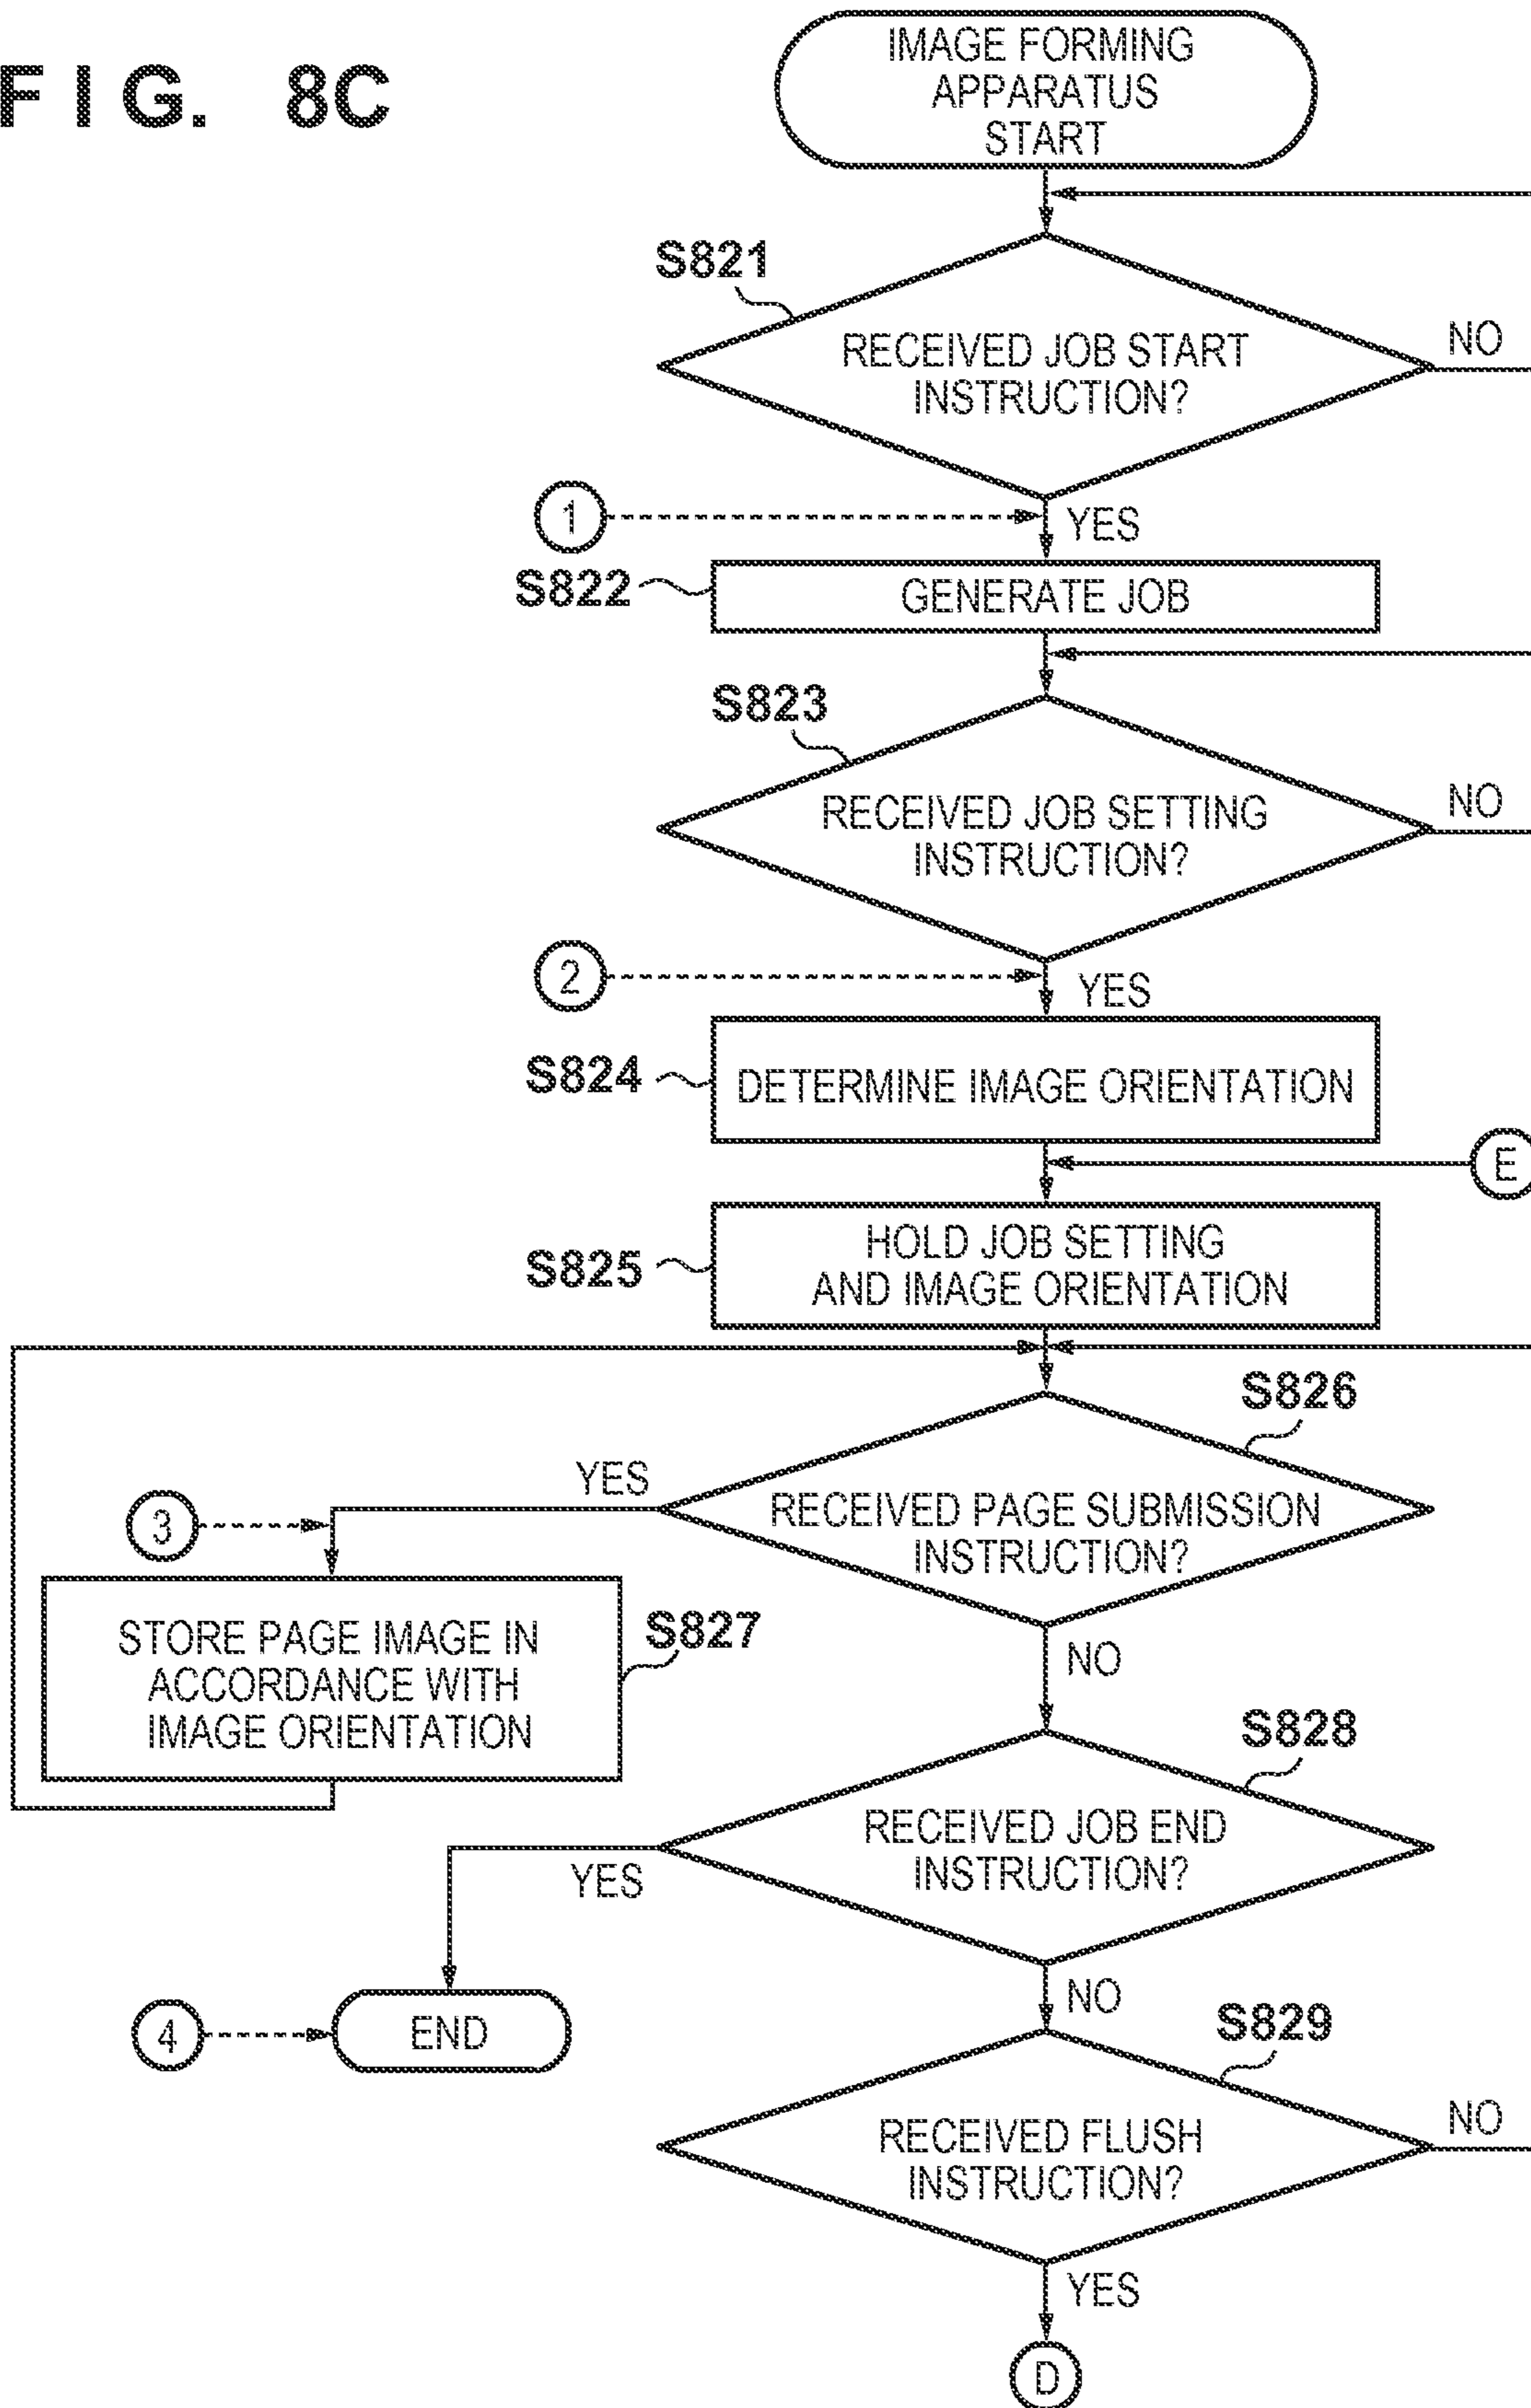 FIG. 8C
IMAGE FORMING
APPARATUS
START
S821
RECEIVED JOB START
INSTRUCTION?
NO
1
YES
S822
GENERATE JOB
S823
RECEIVED JOB SETTING
INSTRUCTION?
NO
2
YES
S824
DETERMINE IMAGE ORIENTATION
E
S825
HOLD JOB SETTING
AND IMAGE ORIENTATION
S826
YES
RECEIVED PAGE SUBMISSION
INSTRUCTION?
3
STORE PAGE IMAGE IN
ACCORDANCE WITH
IMAGE ORIENTATION
S827
NO
S828
RECEIVED JOB END
INSTRUCTION?
YES
NO
4
END
S829
RECEIVED FLUSH
INSTRUCTION?
NO
YES
D